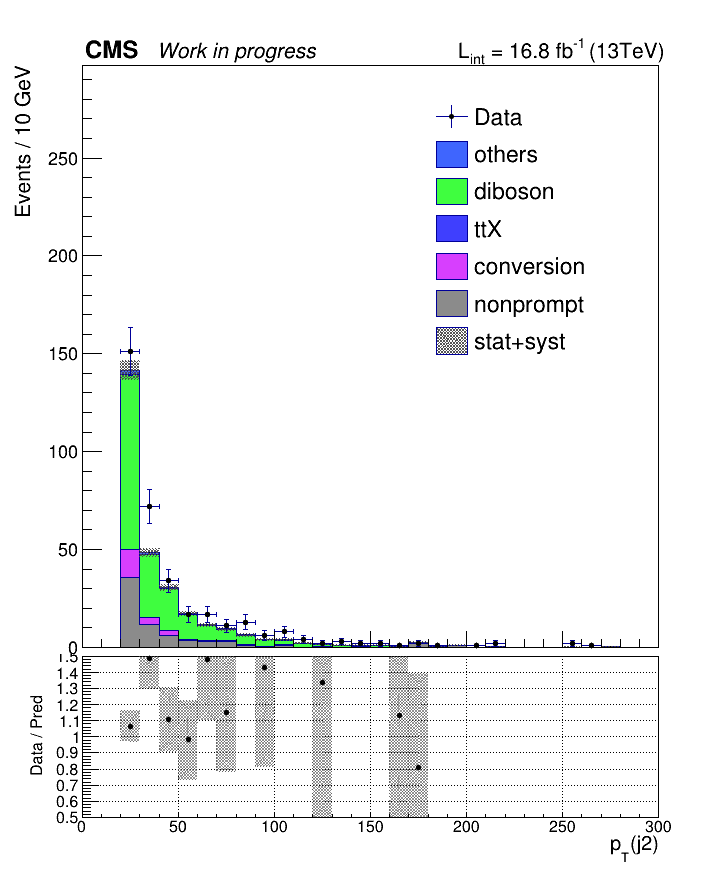 CMS Work in progress L_int = 16.8 fb^-1 (13TeV)
Events / 10 GeV
250
200
150
100
50
0
Data
others
diboson
ttX
conversion
nonprompt
stat+syst
Data / Pred
1.5
1.4
1.3
1.2
1.1
1
0.9
0.8
0.7
0.6
0.5
0 50 100 150 200 250 300
p_T(j2)